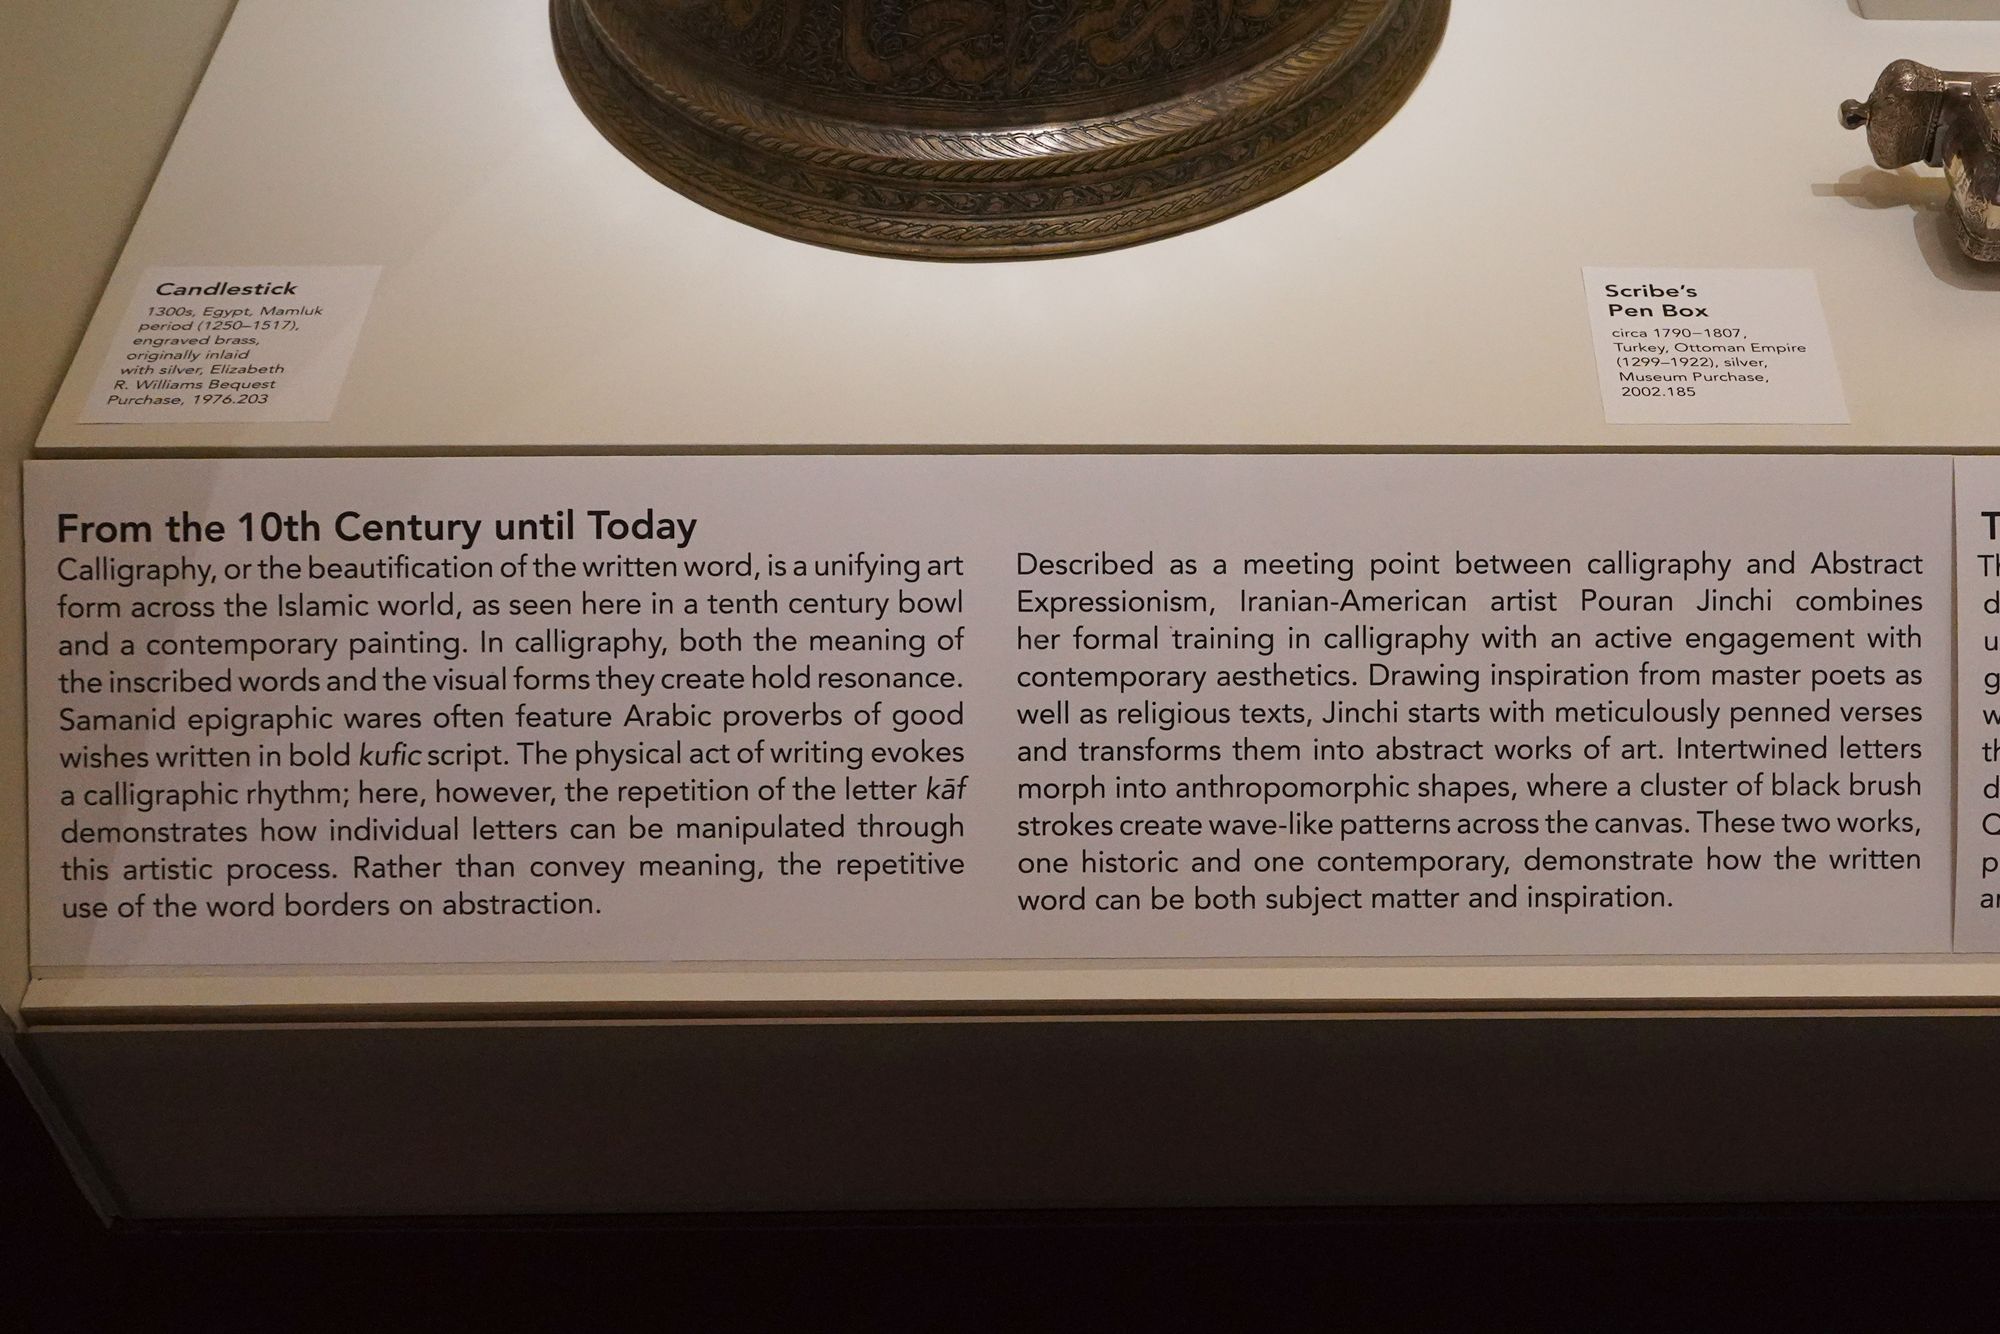 Candlestick
1300s, Egypt, Mamluk
period (1250–1517),
engraved brass,
originally inlaid
with silver, Elizabeth
R. Williams Bequest
Purchase, 1976.203
Scribe's
Pen Box
circa 1790–1807,
Turkey, Ottoman Empire
(1299–1922), silver,
Museum Purchase,
2002.185
From the 10th Century until Today
Calligraphy, or the beautification of the written word, is a unifying art
form across the Islamic world, as seen here in a tenth century bowl
and a contemporary painting. In calligraphy, both the meaning of
the inscribed words and the visual forms they create hold resonance.
Samanid epigraphic wares often feature Arabic proverbs of good
wishes written in bold kufic script. The physical act of writing evokes
a calligraphic rhythm; here, however, the repetition of the letter kāf
demonstrates how individual letters can be manipulated through
this artistic process. Rather than convey meaning, the repetitive
use of the word borders on abstraction.
Described as a meeting point between calligraphy and Abstract
Expressionism, Iranian-American artist Pouran Jinchi combines
her formal training in calligraphy with an active engagement with
contemporary aesthetics. Drawing inspiration from master poets as
well as religious texts, Jinchi starts with meticulously penned verses
and transforms them into abstract works of art. Intertwined letters
morph into anthropomorphic shapes, where a cluster of black brush
strokes create wave-like patterns across the canvas. These two works,
one historic and one contemporary, demonstrate how the written
word can be both subject matter and inspiration.